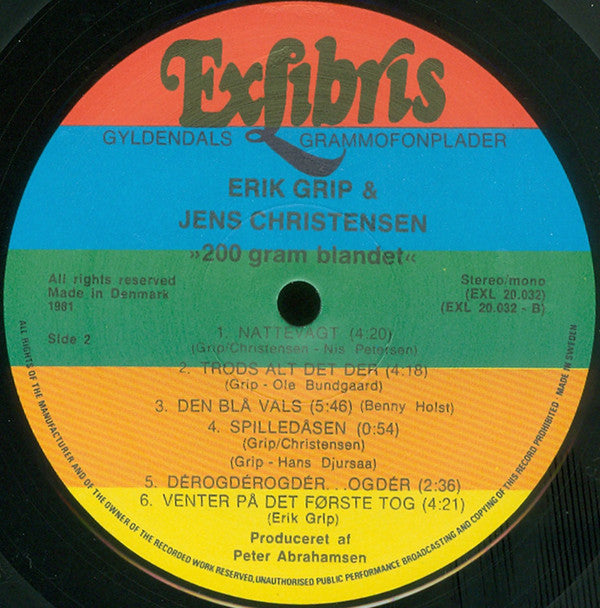 Exlibris
GYLDENDALS GRAMMOFONPLADER
ERIK GRIP &
JENS CHRISTENSEN
»200 gram blandet«
All rights reserved
Made in Denmark
1981
Stereo/mono
(EXL 20.032)
(EXL 20.032 - B)
Side 2
1. NATTEVAGT (4:20)
(Grip/Christensen - Nis Petersen)
2. TRODS ALT DET DER (4:18)
(Grip - Ole Bundgaard)
3. DEN BLÅ VALS (5:46) (Benny Holst)
4. SPILLEDÅSEN (0:54)
(Grip/Christensen)
(Grip - Hans Djursaa)
5. DÉROGDÉROGDÉR...OGDÉR (2:36)
6. VENTER PÅ DET FØRSTE TOG (4:21)
(Erik Grip)
Produceret af
Peter Abrahamsen
ALL RIGHTS OF THE MANUFACTURER AND OF THE OWNER OF THE RECORDED WORK RESERVED, UNAUTHORISED PUBLIC PERFORMANCE BROADCASTING AND COPYING OF THIS RECORD PROHIBITED MADE IN SWEDEN